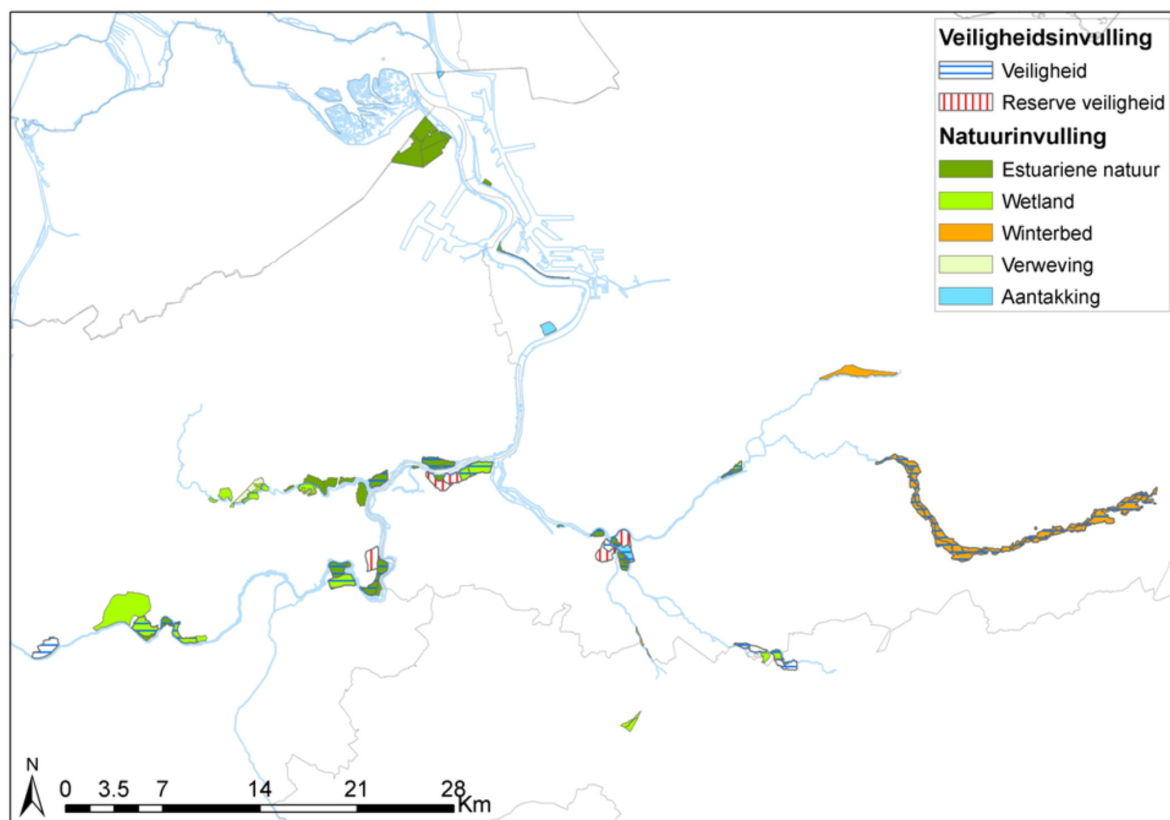 Veiligheidsinvulling
Veiligheid
Reserve veiligheid
Natuurinvulling
Estuariene natuur
Wetland
Winterbed
Verweving
Aantakking
N
0 3.5 7 14 21 28
Km